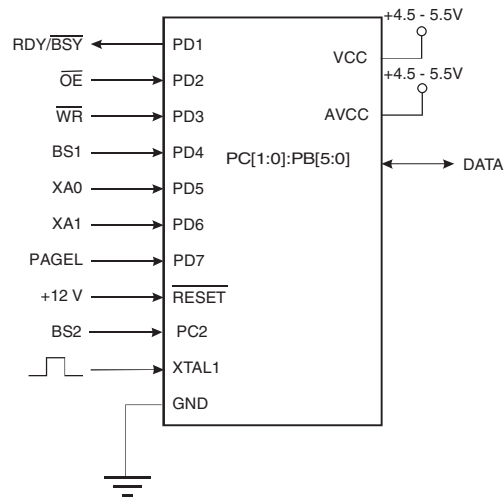 +4.5 - 5.5V
RDY/BSY PD1
VCC
OE PD2
+4.5 - 5.5V
WR PD3
AVCC
BS1 PD4
PC[1:0]:PB[5:0] DATA
XA0 PD5
XA1 PD6
PAGEL PD7
+12 V RESET
BS2 PC2
XTAL1
GND